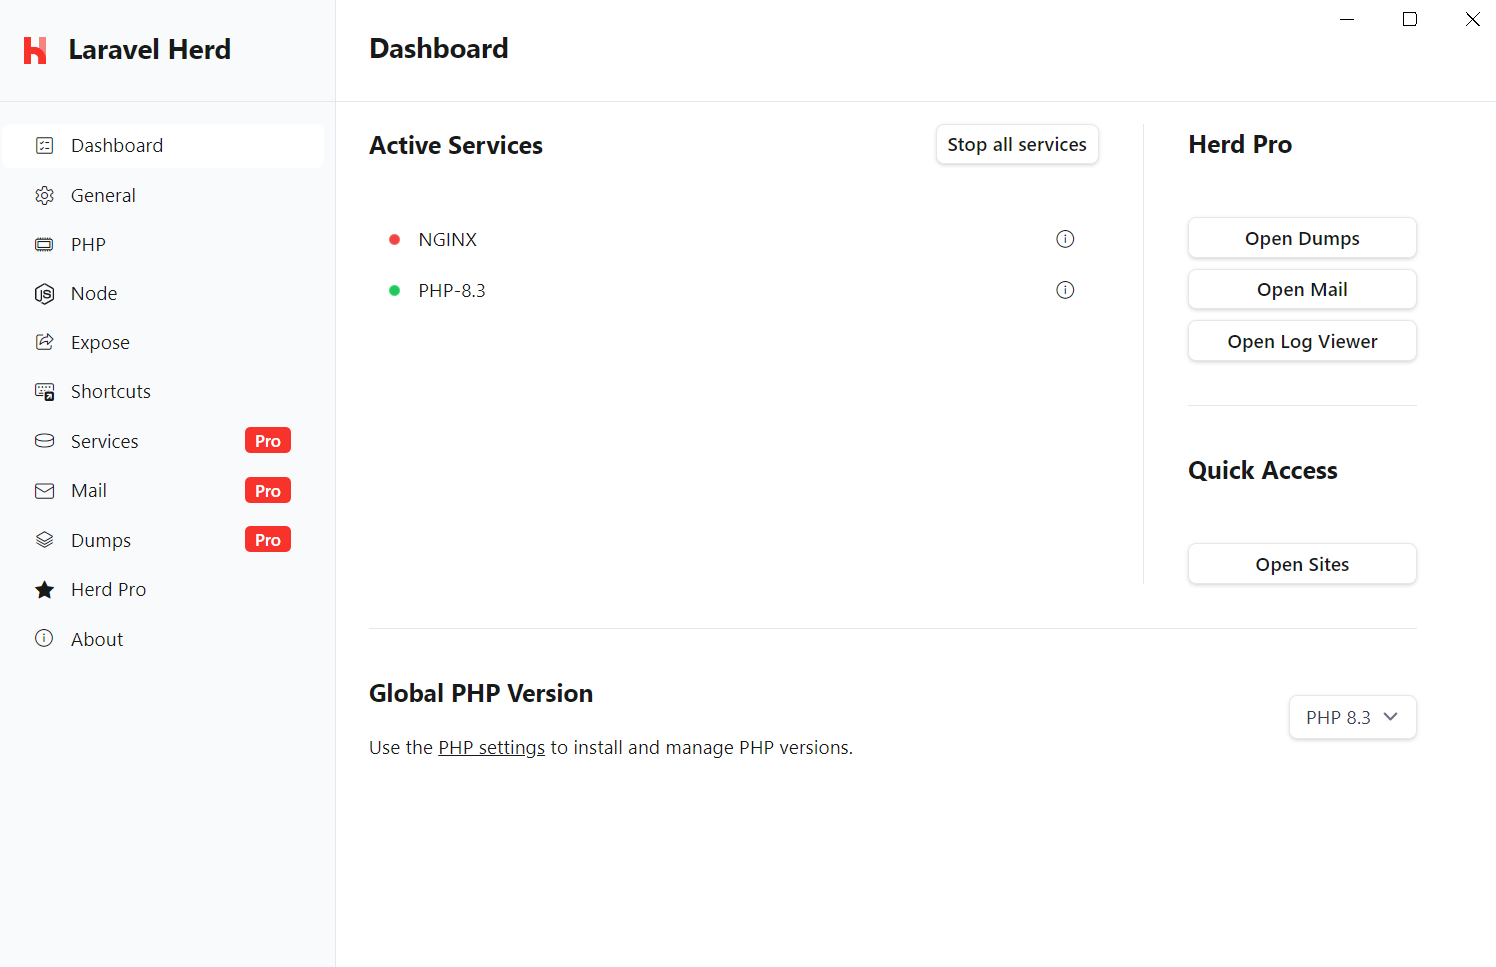 Laravel Herd
Dashboard
General
PHP
Node
Expose
Shortcuts
Services Pro
Mail Pro
Dumps Pro
Herd Pro
About
Dashboard
Active Services
Stop all services
NGINX
PHP-8.3
Herd Pro
Open Dumps
Open Mail
Open Log Viewer
Quick Access
Open Sites
Global PHP Version
Use the PHP settings to install and manage PHP versions.
PHP 8.3